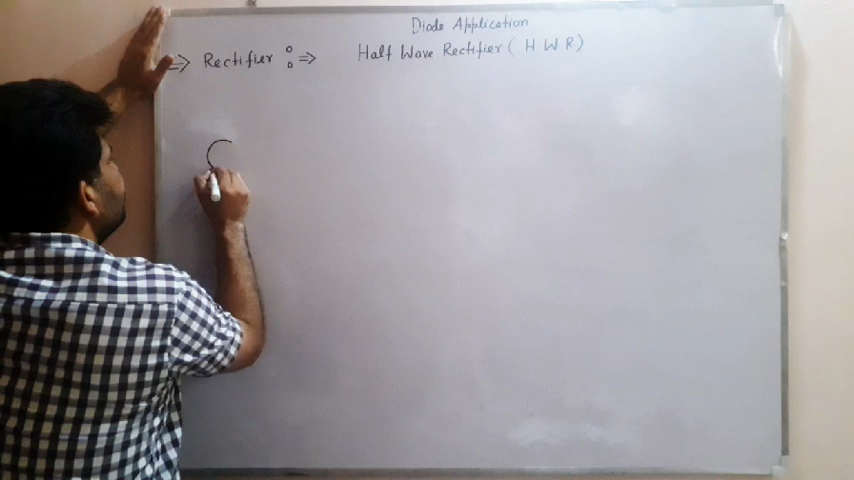 Diode Application
=> Rectifier : => Half Wave Rectifier ( H W R )